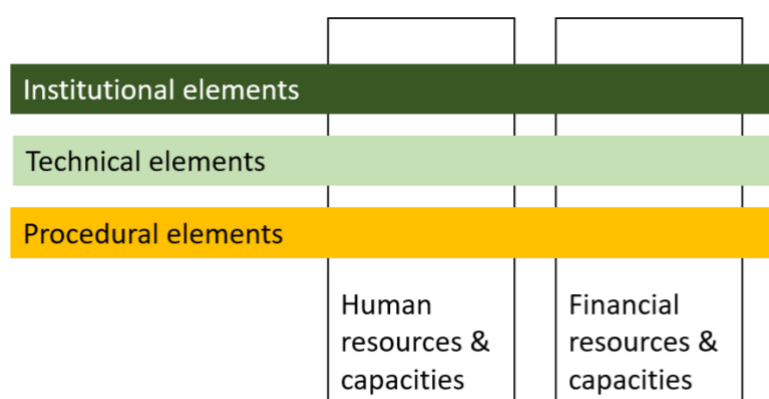 Institutional elements
Technical elements
Procedural elements
Human
resources &
capacities
Financial
resources &
capacities